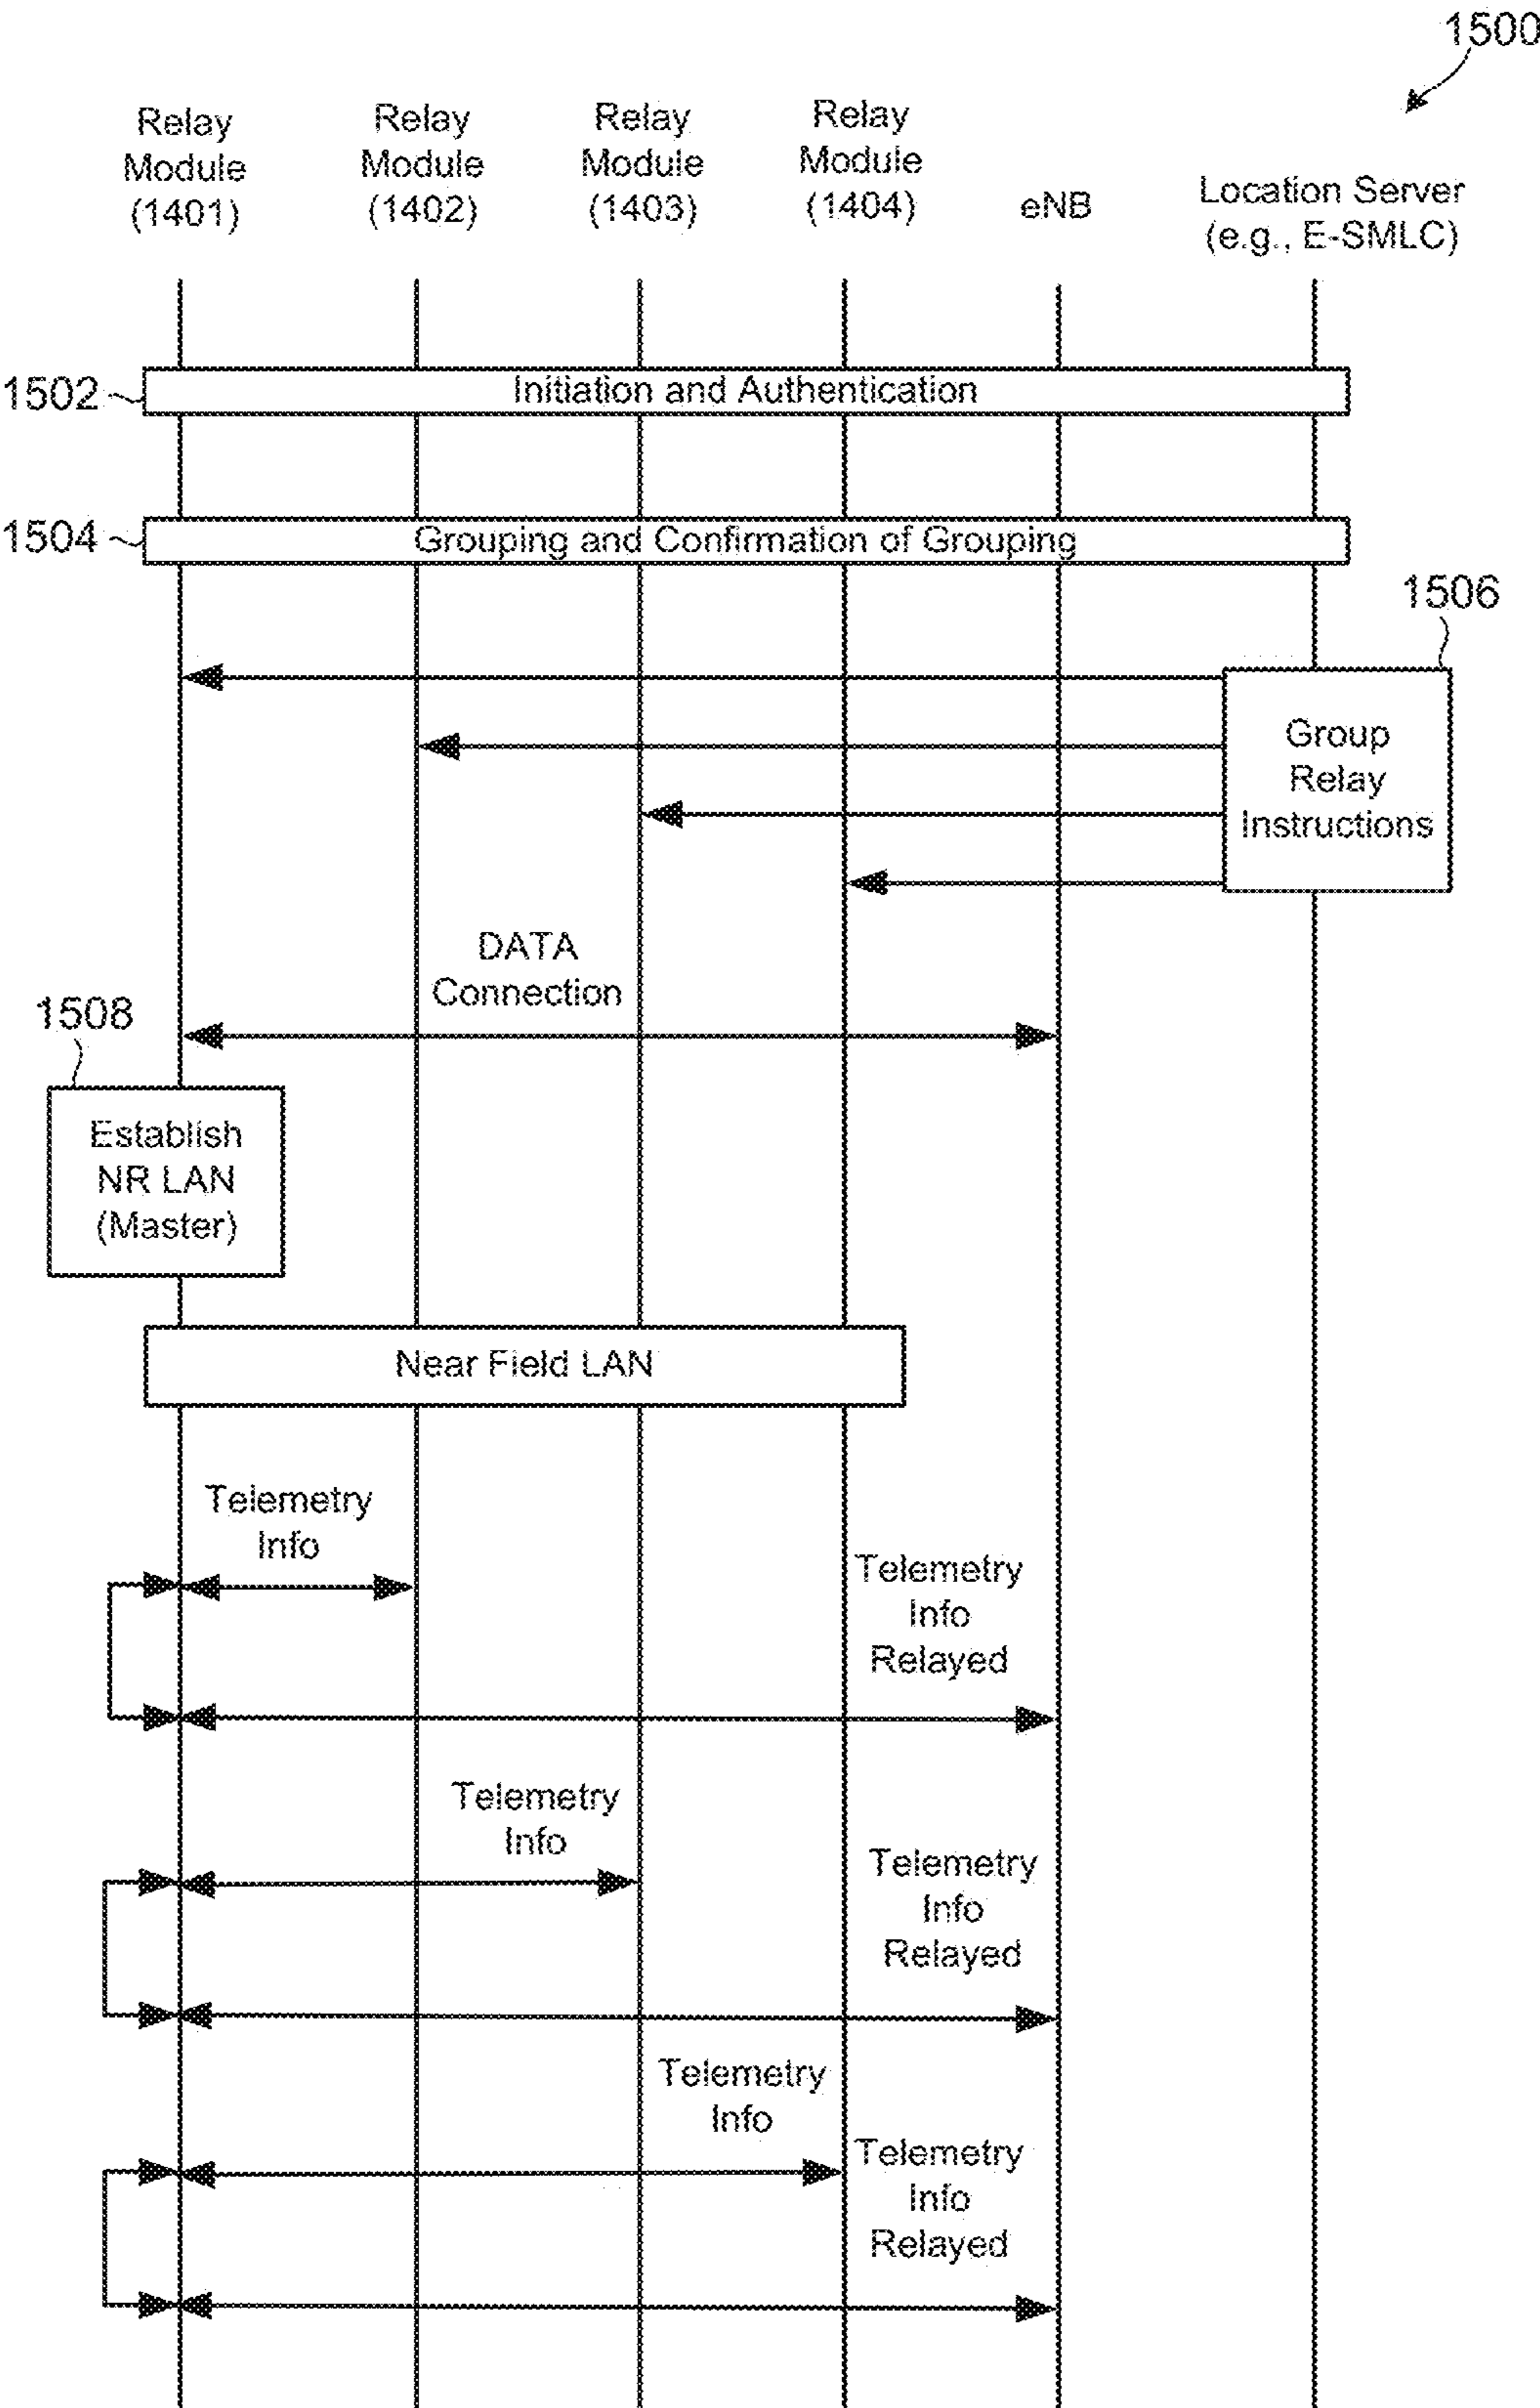 1500
Relay
Module
(1401)
Relay
Module
(1402)
Relay
Module
(1403)
Relay
Module
(1404)
eNB
Location Server
(e.g., E-SMLC)
1502
Initiation and Authentication
1504
Grouping and Confirmation of Grouping
1506
Group
Relay
Instructions
DATA
Connection
1508
Establish
NR LAN
(Master)
Near Field LAN
Telemetry
Info
Telemetry
Info
Relayed
Telemetry
Info
Telemetry
Info
Relayed
Telemetry
Info
Telemetry
Info
Relayed